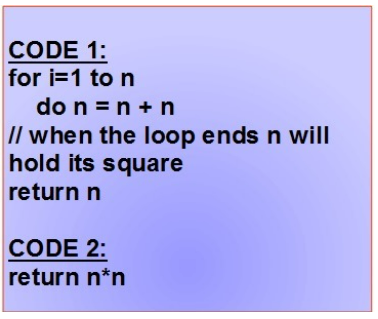 CODE 1:
for i=1 to n
do n = n + n
// when the loop ends n will
hold its square
return n
CODE 2:
return n*n